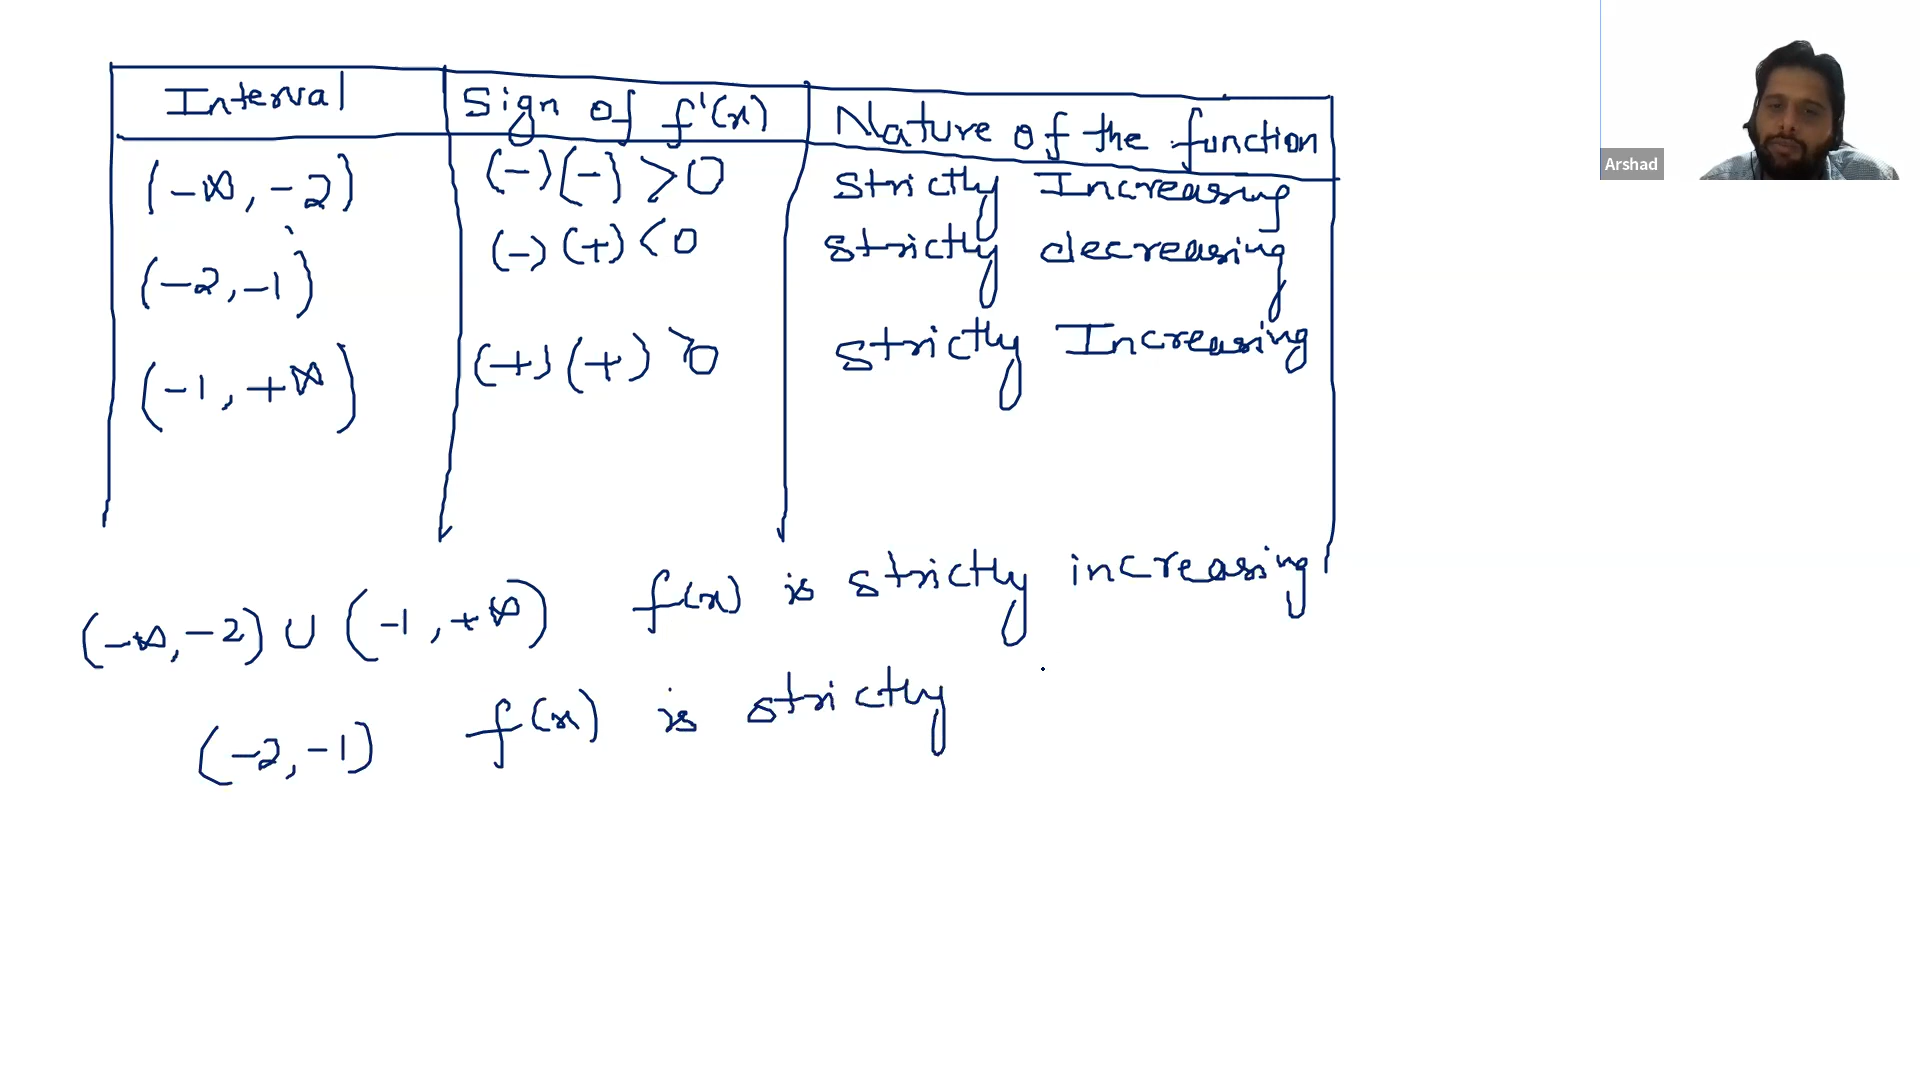 Interval Sign of f'(x) Nature of the function
(-∞, -2) (-)(-) >0 Strictly Increasing
(-2, -1) (-) (+) <0 strictly decreasing
(-1, +∞) (+) (+) >0 strictly Increasing
(-∞, -2) ∪ (-1, +∞) f(x) is strictly increasing
(-2, -1) f(x) is strictly
Arshad